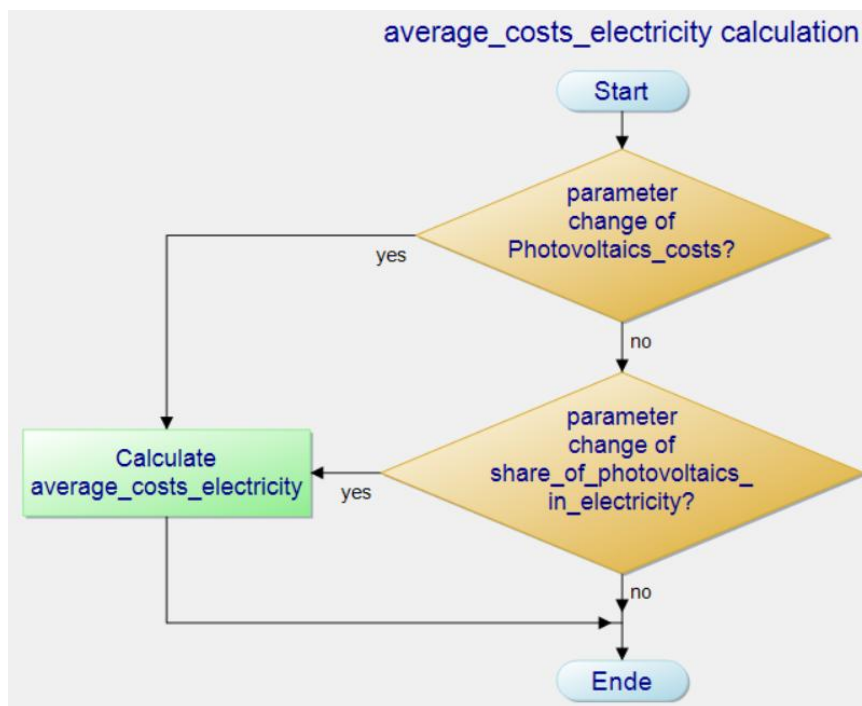 average_costs_electricity calculation
Start
parameter
change of
Photovoltaics_costs?
yes
no
parameter
change of
share_of_photovoltaics_
in_electricity?
Calculate
average_costs_electricity
yes
no
Ende